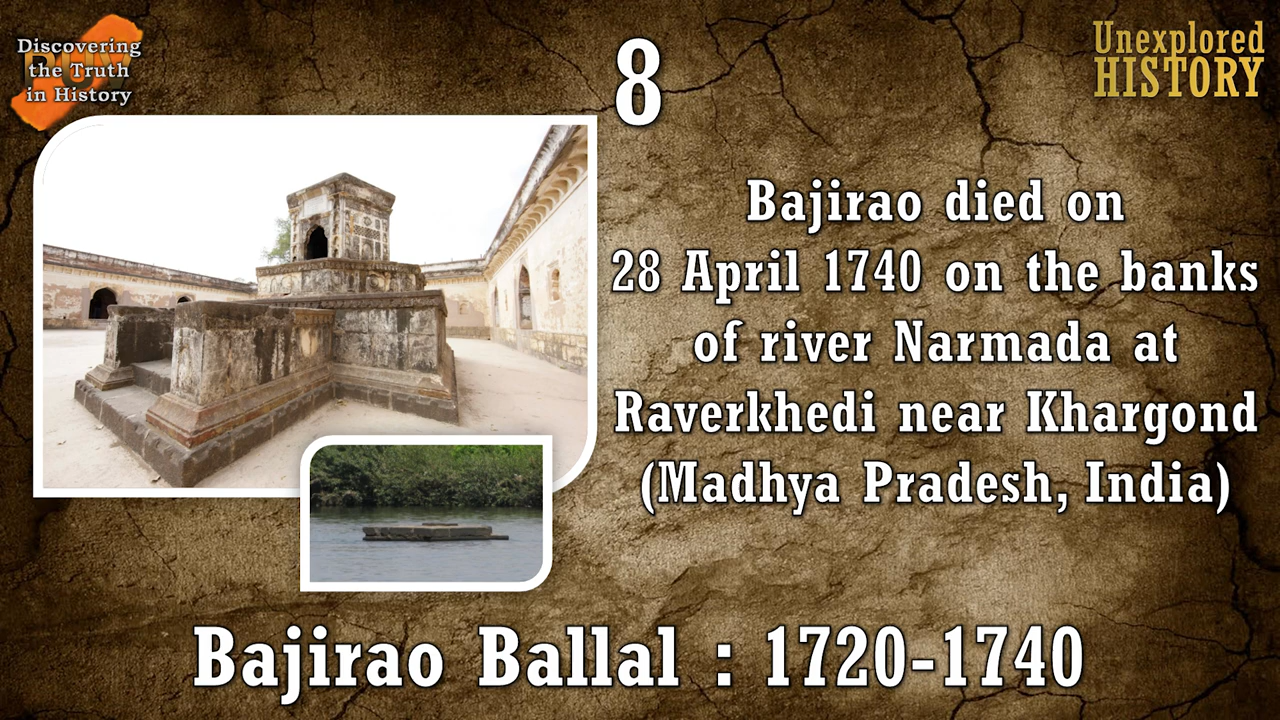 Discovering
the Truth
in History
8
Unexplored
HISTORY
Bajirao died on
28 April 1740 on the banks
of river Narmada at
Raverkhedi near Khargond
(Madhya Pradesh, India)
Bajirao Ballal : 1720-1740